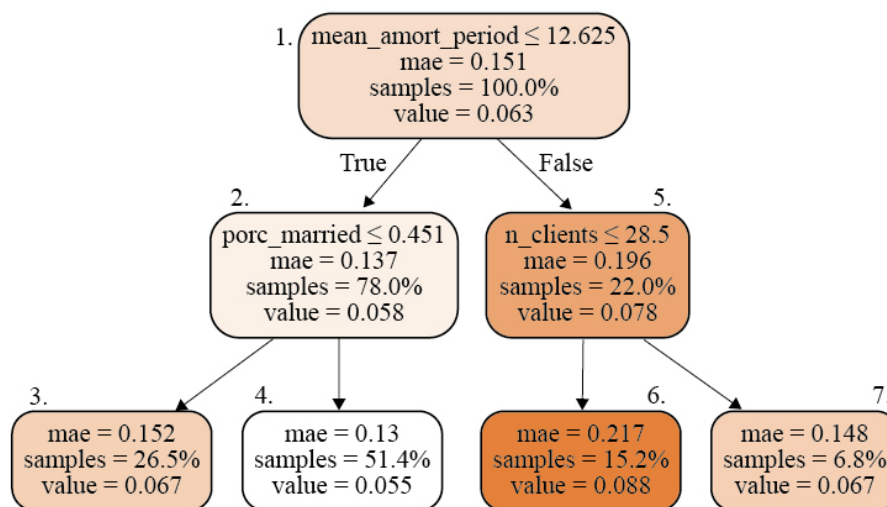 1.
mean_amort_period ≤ 12.625
mae = 0.151
samples = 100.0%
value = 0.063
True
False
2.
porc_married ≤ 0.451
mae = 0.137
samples = 78.0%
value = 0.058
5.
n_clients ≤ 28.5
mae = 0.196
samples = 22.0%
value = 0.078
3.
mae = 0.152
samples = 26.5%
value = 0.067
4.
mae = 0.13
samples = 51.4%
value = 0.055
6.
mae = 0.217
samples = 15.2%
value = 0.088
7.
mae = 0.148
samples = 6.8%
value = 0.067